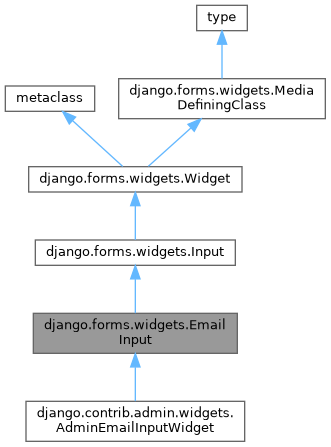 type
metaclass
django.forms.widgets.Media
DefiningClass
django.forms.widgets.Widget
django.forms.widgets.Input
django.forms.widgets.Email
Input
django.contrib.admin.widgets.
AdminEmailInputWidget